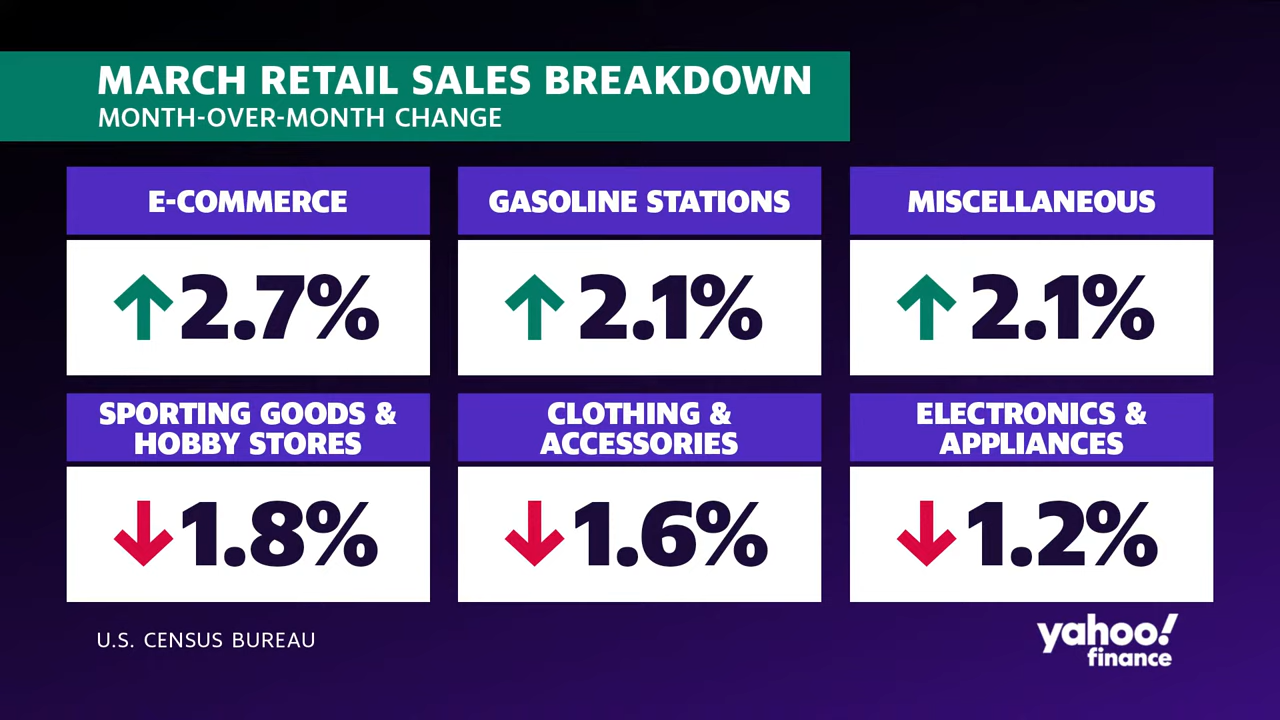 MARCH RETAIL SALES BREAKDOWN
MONTH-OVER-MONTH CHANGE
E-COMMERCE
2.7%
GASOLINE STATIONS
2.1%
MISCELLANEOUS
2.1%
SPORTING GOODS &
HOBBY STORES
1.8%
CLOTHING &
ACCESSORIES
1.6%
ELECTRONICS &
APPLIANCES
1.2%
U.S. CENSUS BUREAU
yahoo!
finance